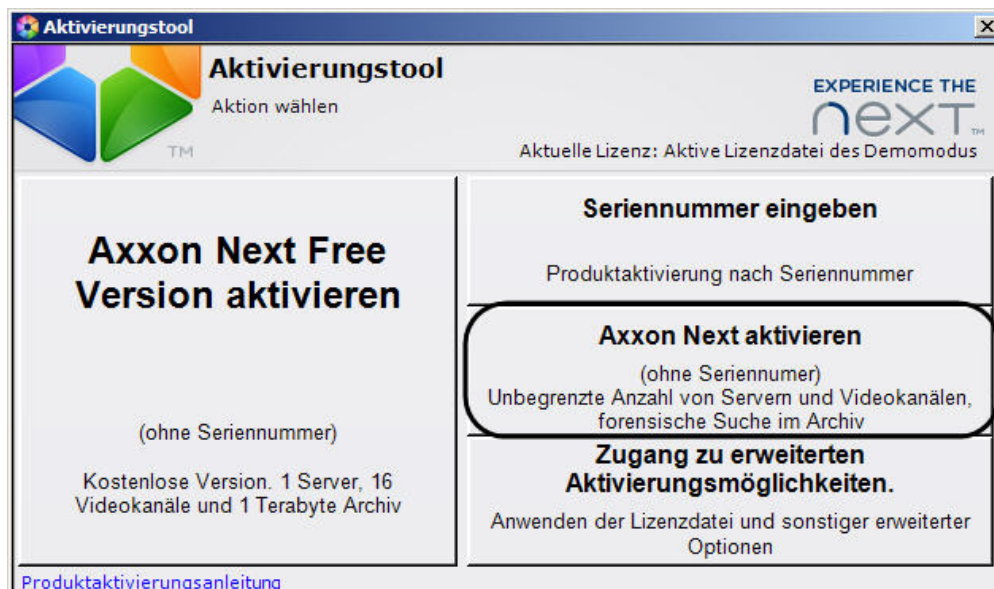 Aktivierungstool
Aktivierungstool
Aktion wählen
TM
EXPERIENCE THE
next TM
Aktuelle Lizenz: Aktive Lizenzdatei des Demomodus
Axxon Next Free
Version aktivieren
(ohne Seriennummer)
Kostenlose Version. 1 Server, 16
Videokanäle und 1 Terabyte Archiv
Seriennummer eingeben
Produktaktivierung nach Seriennummer
Axxon Next aktivieren
(ohne Seriennumer)
Unbegrenzte Anzahl von Servern und Videokanälen,
forensische Suche im Archiv
Zugang zu erweiterten
Aktivierungsmöglichkeiten.
Anwenden der Lizenzdatei und sonstiger erweiterter
Optionen
Produktaktivierungsanleitung